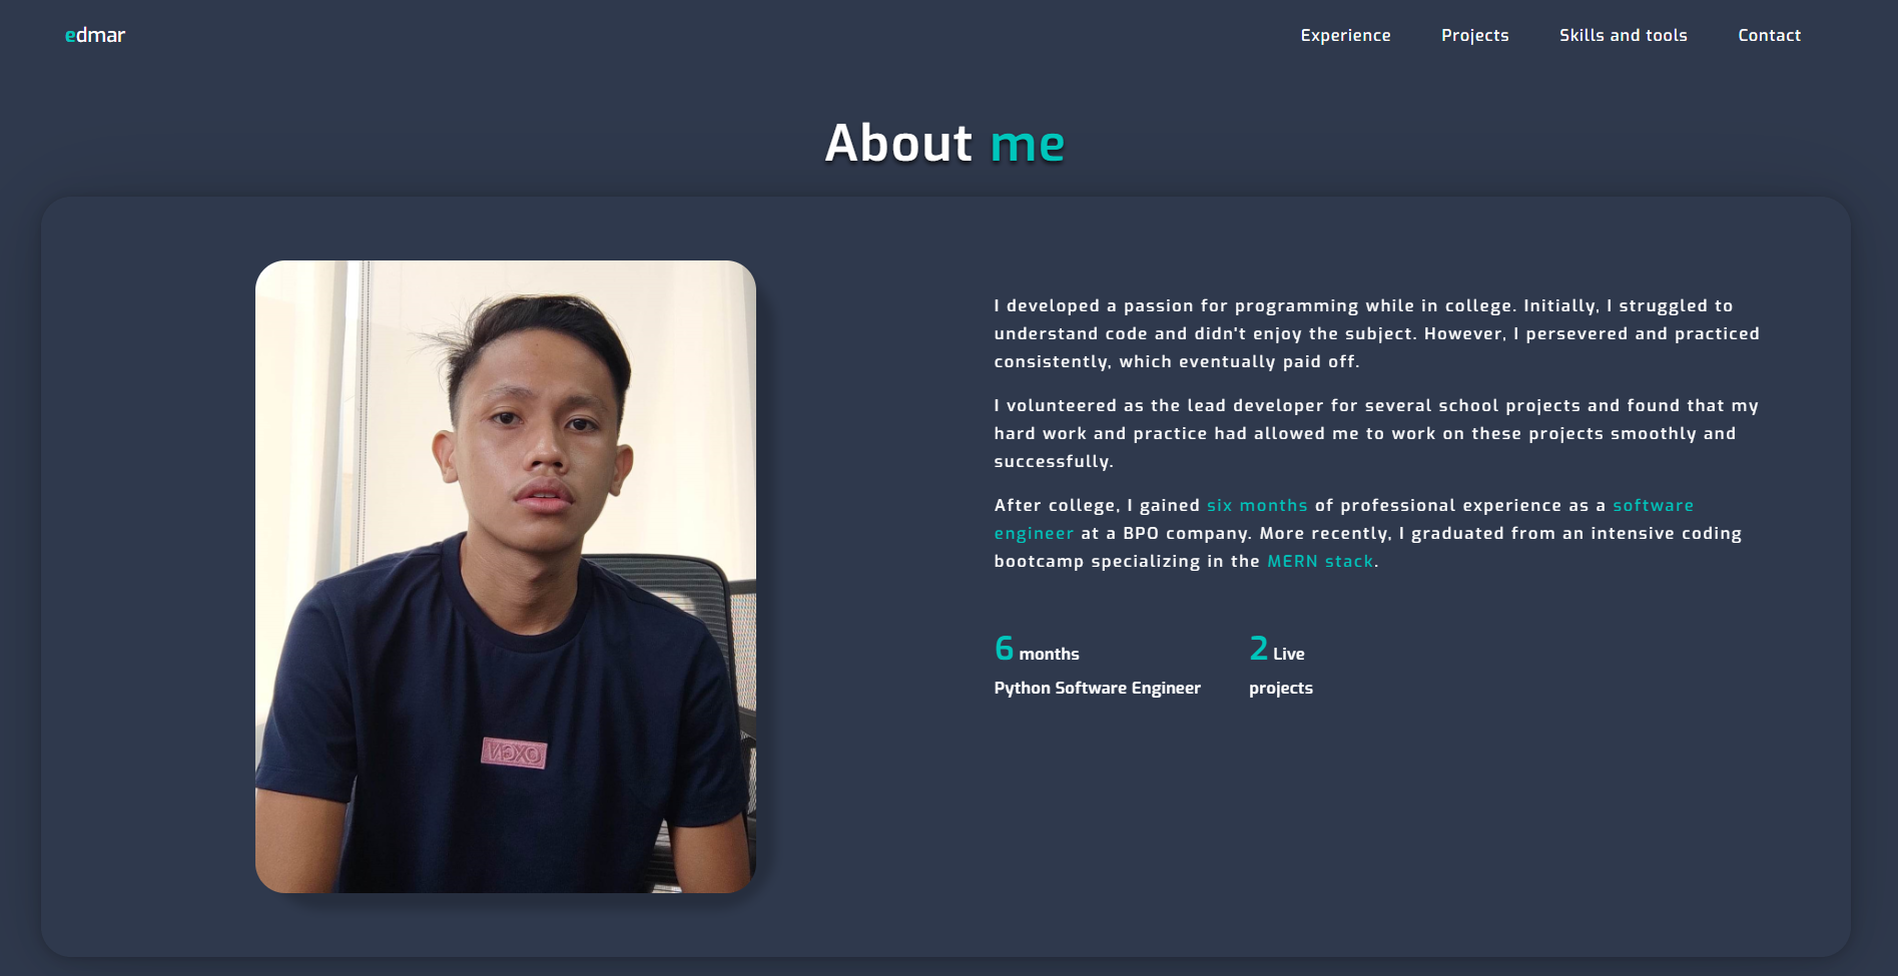 edmar
Experience Projects Skills and tools Contact
About me
I developed a passion for programming while in college. Initially, I struggled to
understand code and didn't enjoy the subject. However, I persevered and practiced
consistently, which eventually paid off.
I volunteered as the lead developer for several school projects and found that my
hard work and practice had allowed me to work on these projects smoothly and
successfully.
After college, I gained six months of professional experience as a software
engineer at a BPO company. More recently, I graduated from an intensive coding
bootcamp specializing in the MERN stack.
6 months
Python Software Engineer
2 Live
projects
OXGN